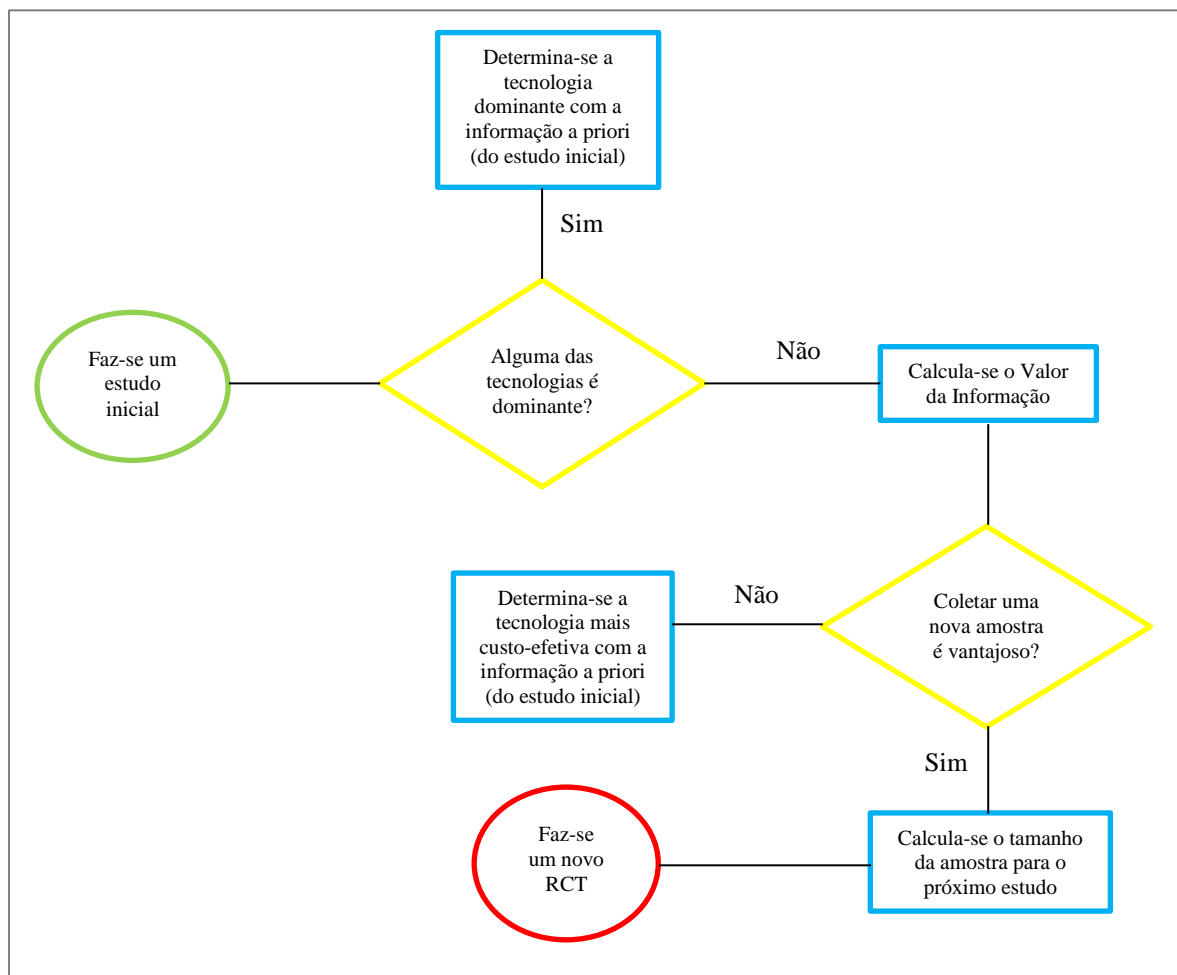 Determina-se a
tecnologia
dominante com a
informação a priori
(do estudo inicial)
Sim
Faz-se um
estudo
inicial
Alguma das
tecnologias é
dominante?
Não
Calcula-se o Valor
da Informação
Determina-se a
tecnologia mais
custo-efetiva com a
informação a priori
(do estudo inicial)
Não
Coletar uma
nova amostra
é vantajoso?
Sim
Faz-se
um novo
RCT
Calcula-se o tamanho
da amostra para o
próximo estudo